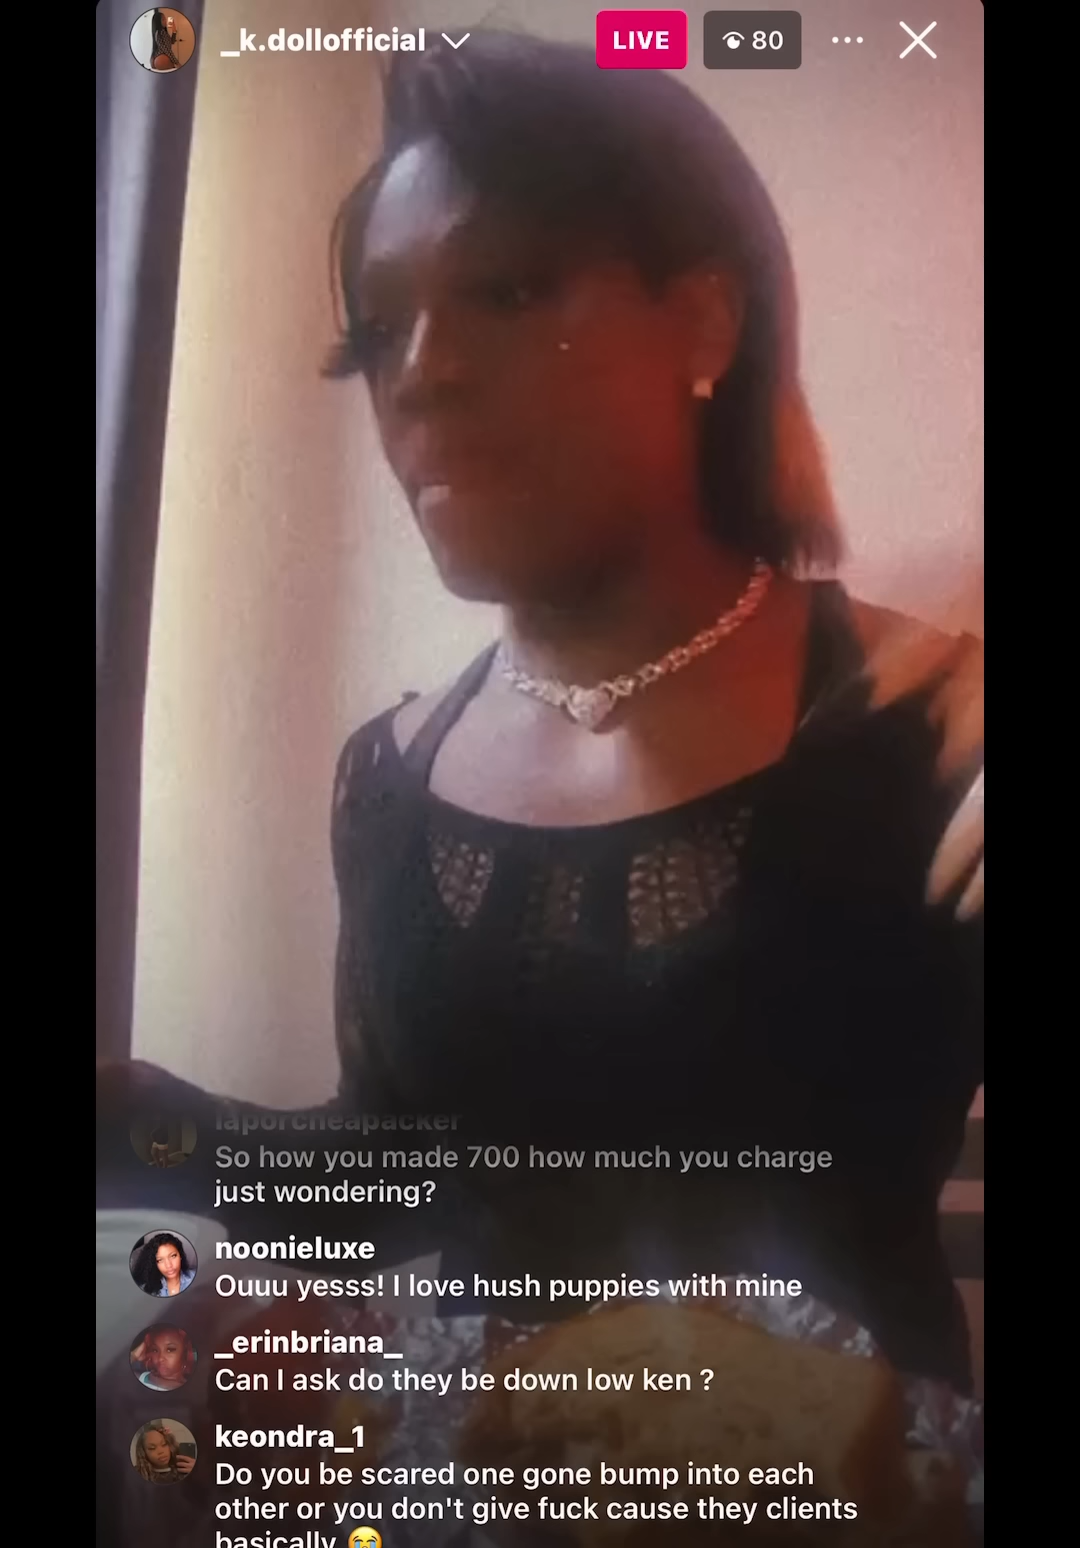 _k.dollofficial
LIVE
80
laporcheapacker
So how you made 700 how much you charge
just wondering?
noonieluxe
Ouuu yesss! I love hush puppies with mine
_erinbriana_
Can I ask do they be down low ken ?
keondra_1
Do you be scared one gone bump into each
other or you don't give fuck cause they clients
basically 😭